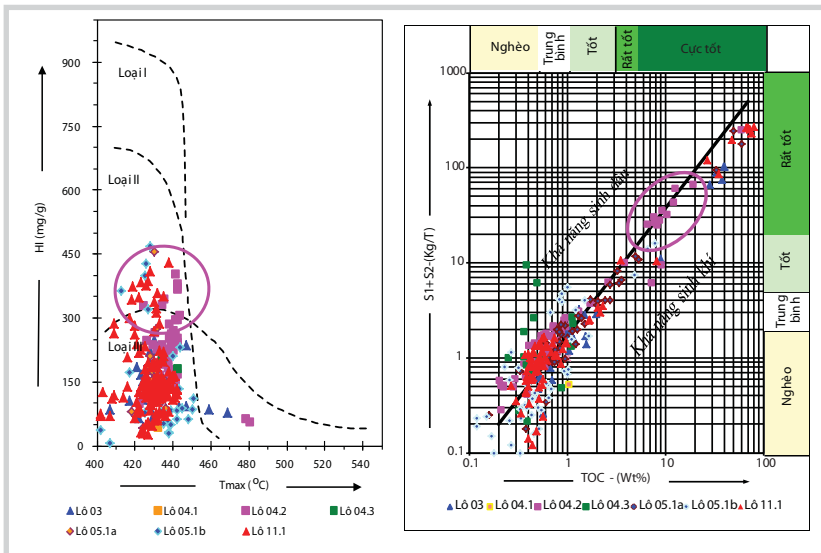 900
750
600
450
300
150
0
HI (mg/g)
Loại I
Loại II
Loại III
400 420 440 460 480 500 520 540
Tmax (°C)
Lô 03 Lô 04.1 Lô 04.2 Lô 04.3
Lô 05.1a Lô 05.1b Lô 11.1
Nghèo
Trung bình
Tốt
Rất tốt
Cực tốt
1000
100
10
1
0.1
S1+S2-(Kg/T)
Khả năng sinh dầu
Khả năng sinh khí
Rất tốt
Tốt
Trung bình
Nghèo
0.1 1 10 100
TOC - (Wt%)
Lô 03 Lô 04.1 Lô 04.2 Lô 04.3 Lô 05.1a Lô 05.1b Lô 11.1